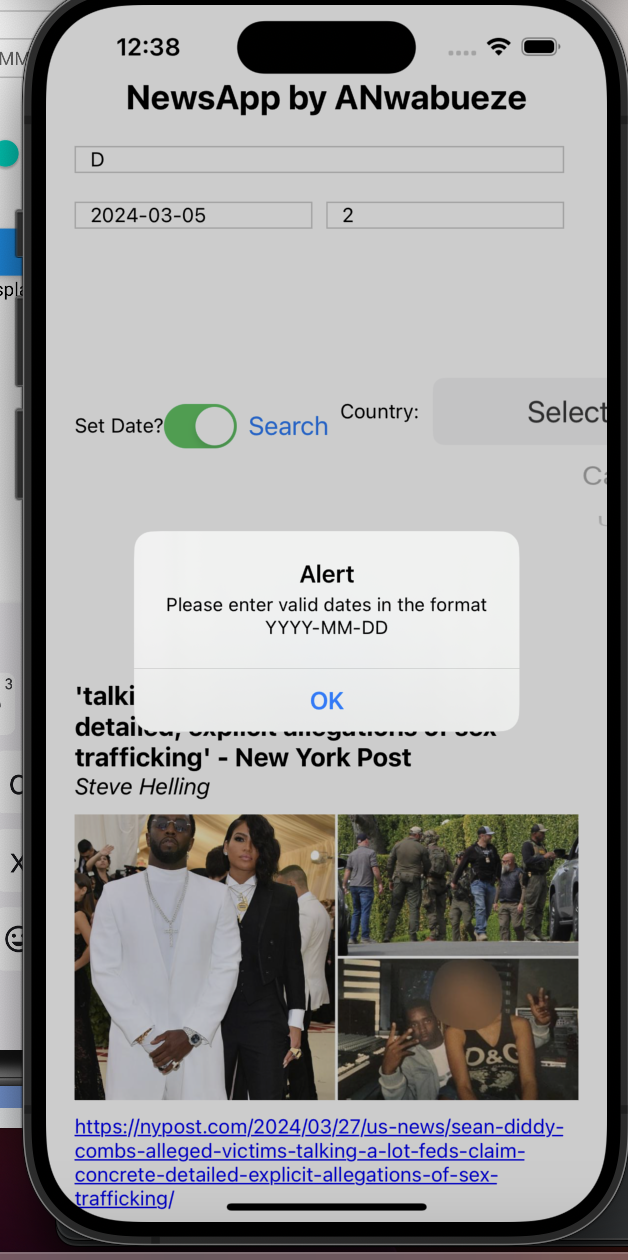 12:38
NewsApp by ANwabueze
D
2024-03-05
2
Set Date?
Search
Country:
Select
Ca
Alert
Please enter valid dates in the format
YYYY-MM-DD
OK
'talki
detailed, explicit allegations of sex
trafficking' - New York Post
Steve Helling
D&G
https://nypost.com/2024/03/27/us-news/sean-diddy-
combs-alleged-victims-talking-a-lot-feds-claim-
concrete-detailed-explicit-allegations-of-sex-
trafficking/
MM
spla
3